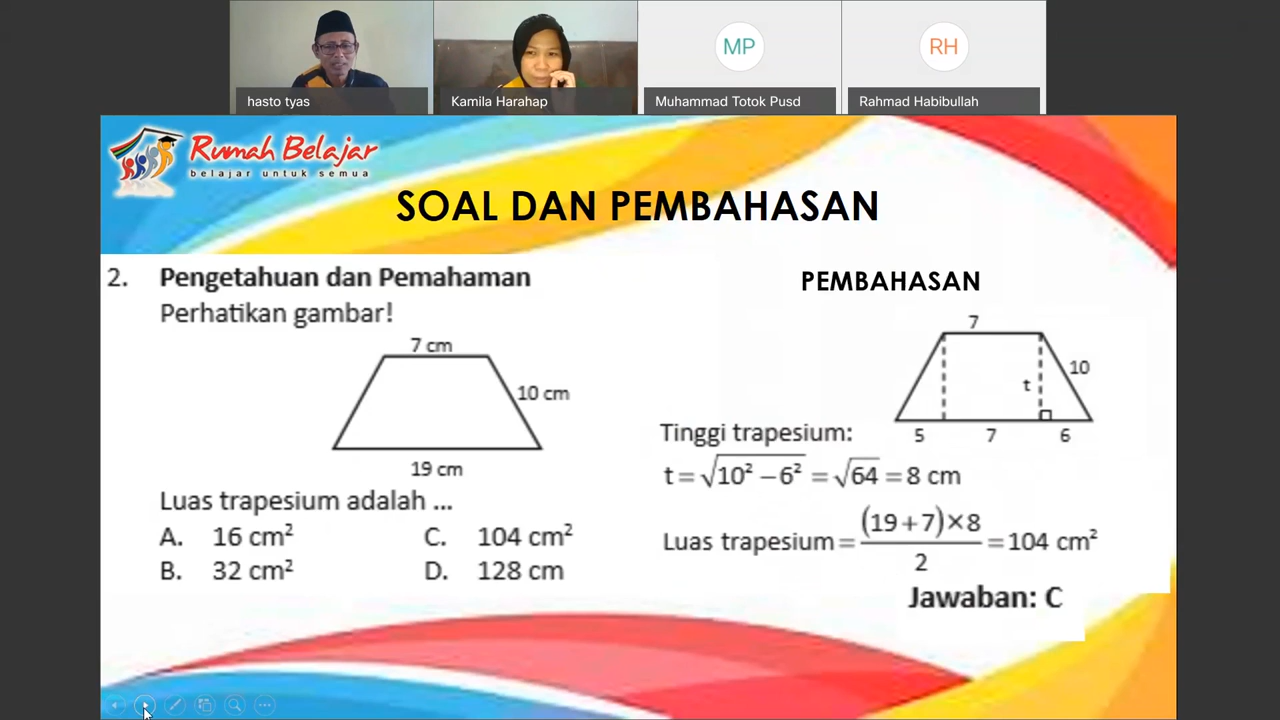 MP
RH
hasto tyas
Kamila Harahap
Muhammad Totok Pusd
Rahmad Habibullah
Rumah Belajar
belajar untuk semua
SOAL DAN PEMBAHASAN
2. Pengetahuan dan Pemahaman
Perhatikan gambar!
7 cm
10 cm
19 cm
Luas trapesium adalah ...
A. 16 cm² C. 104 cm²
B. 32 cm² D. 128 cm
PEMBAHASAN
7
10
t
5 7 6
Tinggi trapesium:
t = √(10² − 6²) = √64 = 8 cm
Luas trapesium = (19+7)×8 / 2 = 104 cm²
Jawaban: C